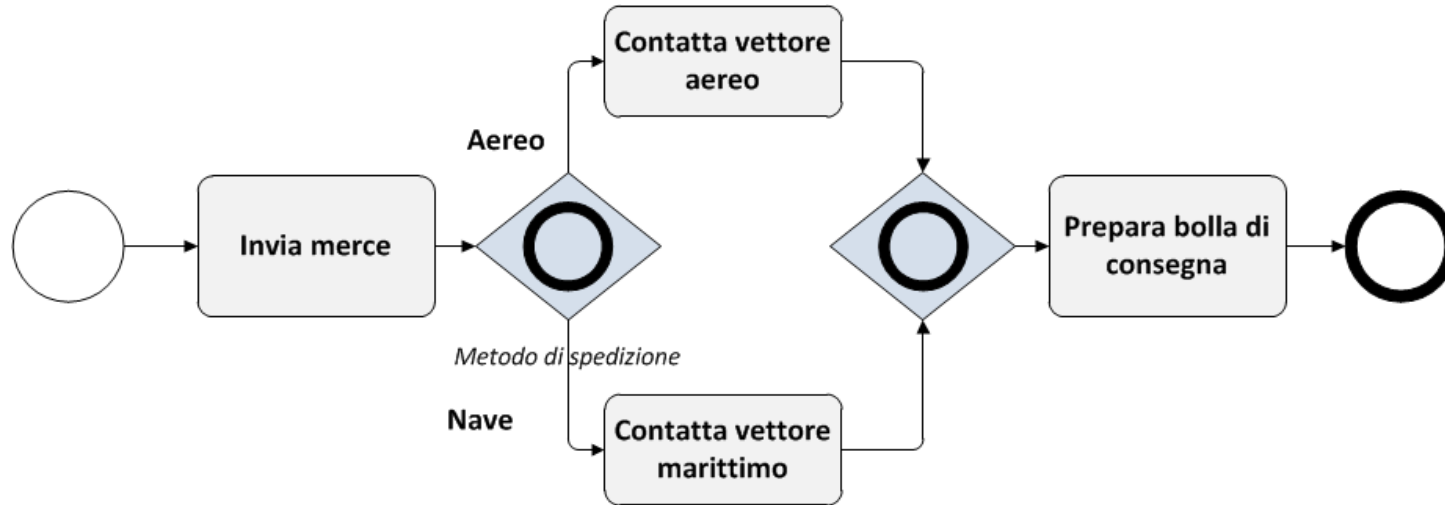 Contatta vettore
aereo
Aereo
Invia merce
Prepara bolla di
consegna
Metodo di spedizione
Nave
Contatta vettore
marittimo